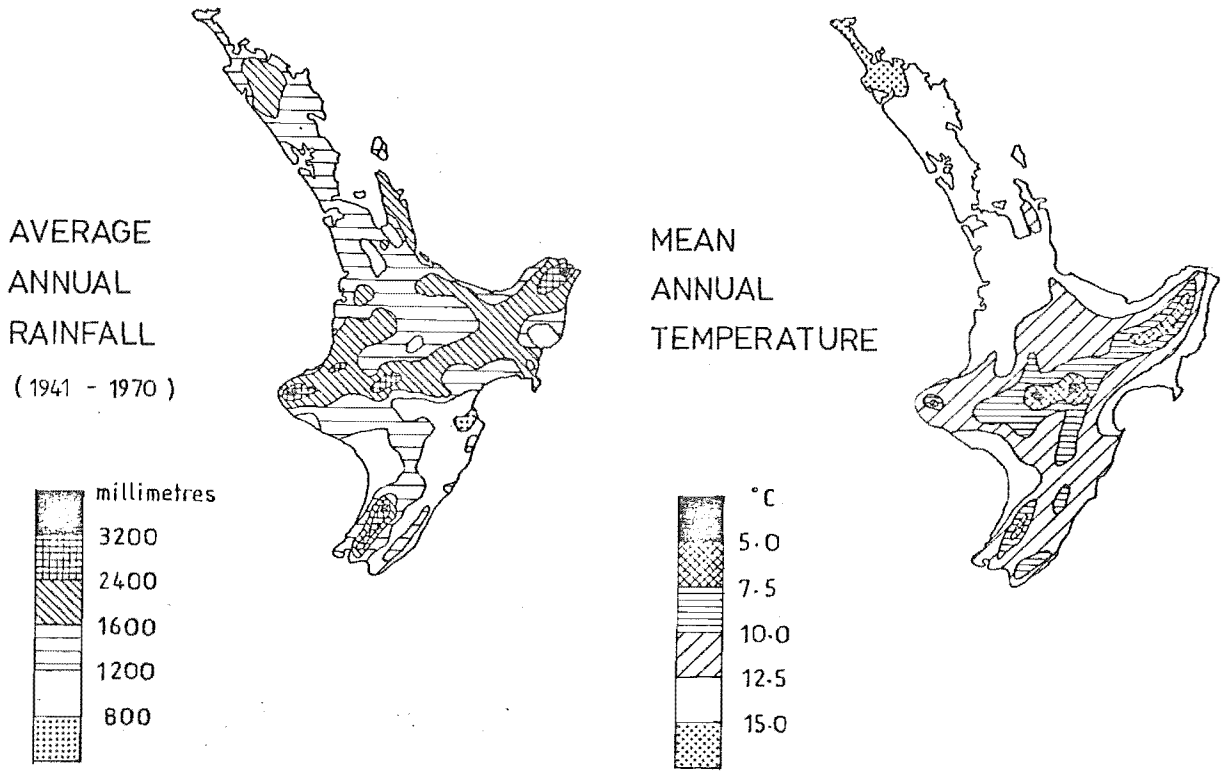 AVERAGE
ANNUAL
RAINFALL
(1941 - 1970)
millimetres
3200
2400
1600
1200
800
MEAN
ANNUAL
TEMPERATURE
°C
5.0
7.5
10.0
12.5
15.0